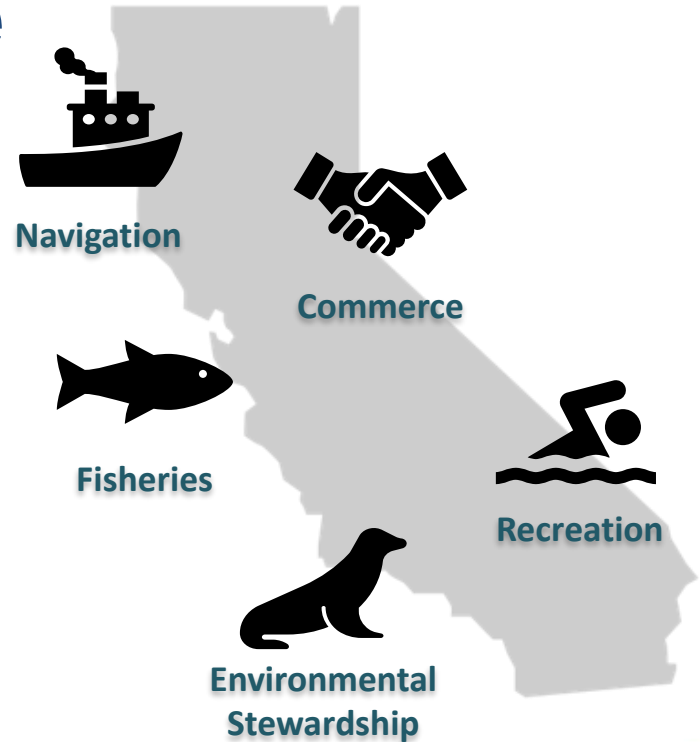 Navigation
Commerce
Fisheries
Recreation
Environmental
Stewardship